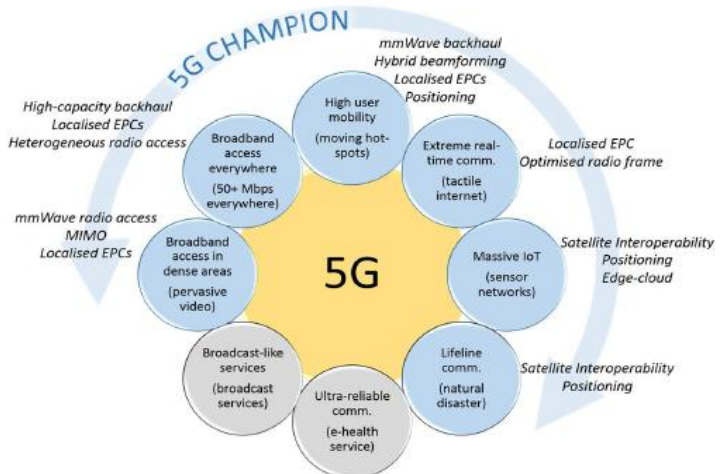 5G CHAMPION
mmWave backhaul
Hybrid beamforming
Localised EPCs
Positioning
High-capacity backhaul
Localised EPCs
Heterogeneous radio access
High user
mobility
(moving hot-
spots)
Broadband
access
everywhere
(50+ Mbps
everywhere)
Extreme real-
time comm.
(tactile
internet)
Localised EPC
Optimised radio frame
mmWave radio access
MIMO
Localised EPCs
Broadband
access in
dense areas
(pervasive
video)
5G
Massive IoT
(sensor
networks)
Satellite Interoperability
Positioning
Edge-cloud
Broadcast-like
services
(broadcast
services)
Ultra-reliable
comm.
(e-health
service)
Lifeline
comm.
(natural
disaster)
Satellite Interoperability
Positioning